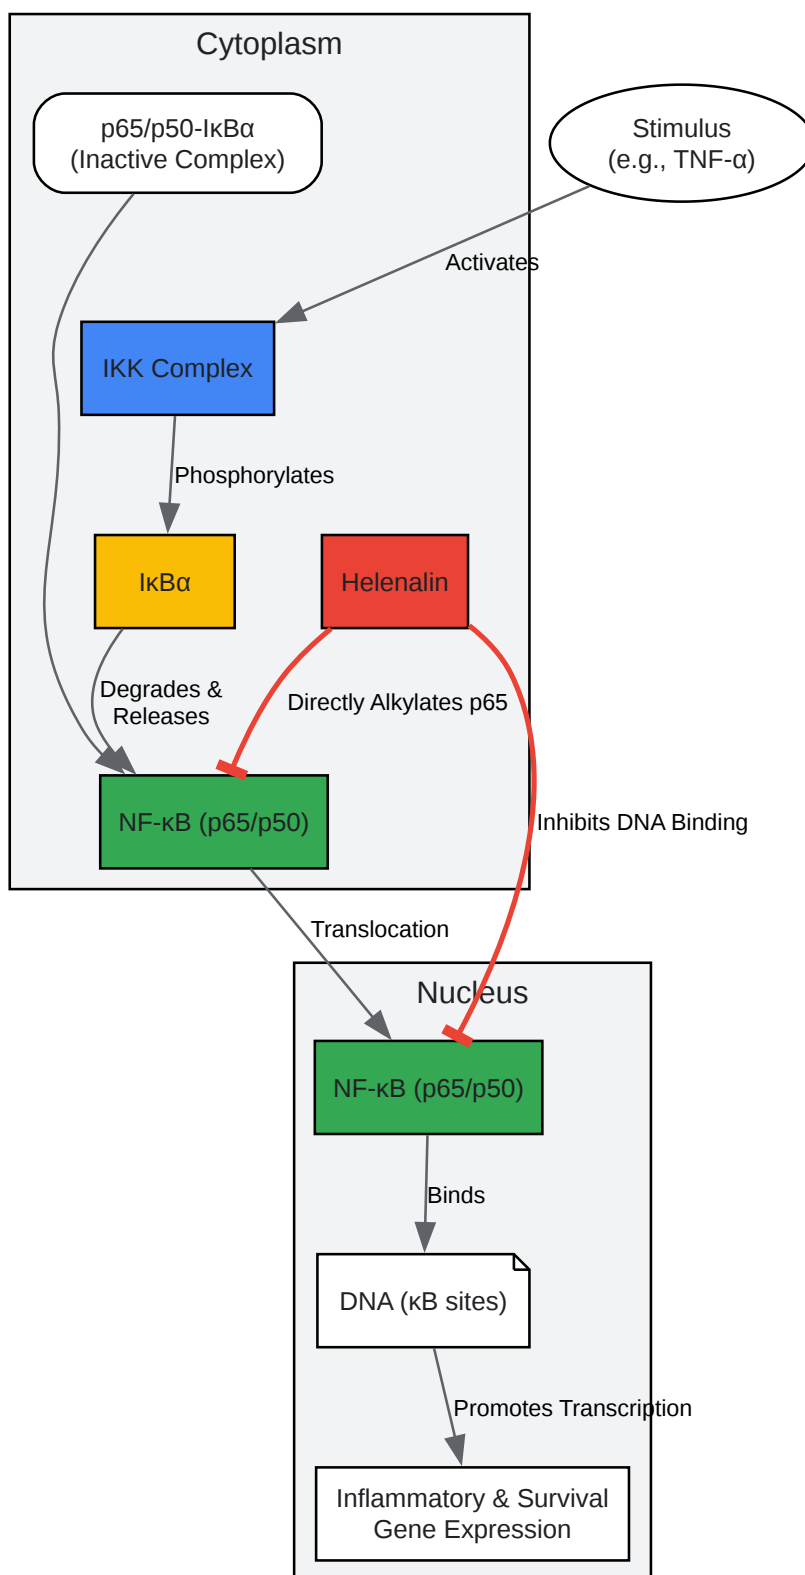 Cytoplasm
p65/p50-IκBα
(Inactive Complex)
Stimulus
(e.g., TNF-α)
Activates
IKK Complex
Phosphorylates
IκBα
Helenalin
Degrades &
Releases
Directly Alkylates p65
NF-κB (p65/p50)
Inhibits DNA Binding
Translocation
Nucleus
NF-κB (p65/p50)
Binds
DNA (κB sites)
Promotes Transcription
Inflammatory & Survival
Gene Expression